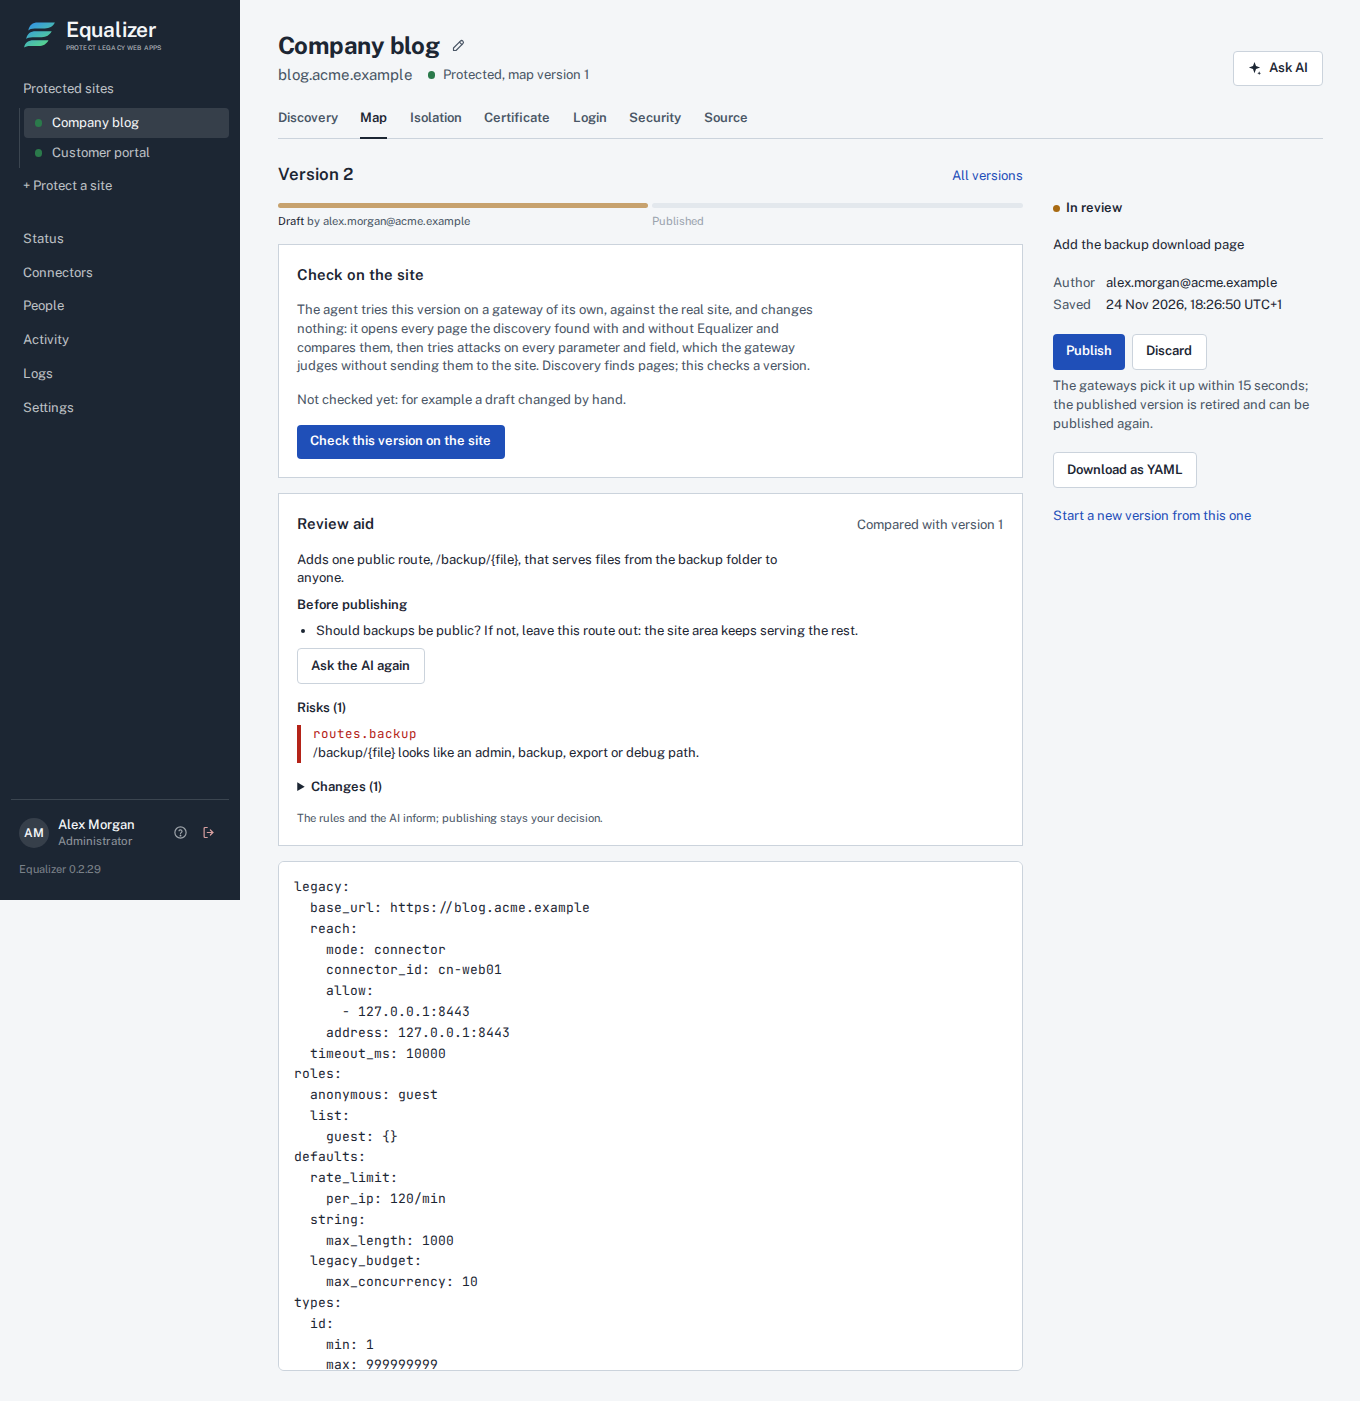 Equalizer
PROTECT LEGACY WEB APPS
Protected sites
Company blog
Customer portal
+ Protect a site
Status
Connectors
People
Activity
Logs
Settings
AM
Alex Morgan
Administrator
Equalizer 0.2.29
Company blog
blog.acme.example
Protected, map version 1
Ask AI
Discovery Map Isolation Certificate Login Security Source
Version 2
All versions
Draft by alex.morgan@acme.example
Published
Check on the site
The agent tries this version on a gateway of its own, against the real site, and changes
nothing: it opens every page the discovery found with and without Equalizer and
compares them, then tries attacks on every parameter and field, which the gateway
judges without sending them to the site. Discovery finds pages; this checks a version.
Not checked yet: for example a draft changed by hand.
Check this version on the site
Review aid
Compared with version 1
Adds one public route, /backup/{file}, that serves files from the backup folder to
anyone.
Before publishing
• Should backups be public? If not, leave this route out: the site area keeps serving the rest.
Ask the AI again
Risks (1)
routes.backup
/backup/{file} looks like an admin, backup, export or debug path.
Changes (1)
The rules and the AI inform; publishing stays your decision.
legacy:
  base_url: https://blog.acme.example
  reach:
    mode: connector
    connector_id: cn-web01
    allow:
      - 127.0.0.1:8443
    address: 127.0.0.1:8443
  timeout_ms: 10000
roles:
  anonymous: guest
  list:
    guest: {}
defaults:
  rate_limit:
    per_ip: 120/min
  string:
    max_length: 1000
  legacy_budget:
    max_concurrency: 10
types:
  id:
    min: 1
    max: 999999999
In review
Add the backup download page
Author alex.morgan@acme.example
Saved 24 Nov 2026, 18:26:50 UTC+1
Publish
Discard
The gateways pick it up within 15 seconds;
the published version is retired and can be
published again.
Download as YAML
Start a new version from this one